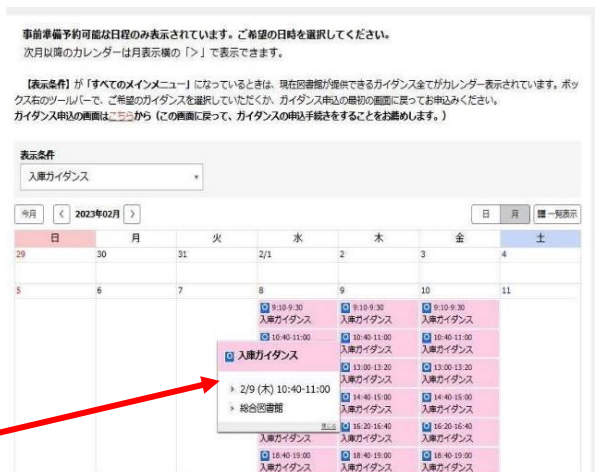 事前準備予約可能な日程のみ表示されています。ご希望の日時を選択してください。
次月以降のカレンダーは月表示横の「＞」で表示できます。
【表示条件】が「すべてのメインメニュー」になっているときは、現在図書館が提供できるガイダンス全てがカレンダー表示されています。ボッ
クス右のツールバーで、ご希望のガイダンスを選択していただくか、ガイダンス申込の最初の画面に戻ってお申込みください。
ガイダンス申込の画面はこちらから（この画面に戻って、ガイダンスの申込手続きをすることをお薦めします。）
表示条件
入庫ガイダンス
今月 < 2023年02月 > 日 月 一覧表示
日 月 火 水 木 金 土
29 30 31 2/1 2 3 4
5 6 7 8 9 10 11
9:10-9:30 9:10-9:30 9:10-9:30
入庫ガイダンス 入庫ガイダンス 入庫ガイダンス
10:40-11:00 10:40-11:00 10:40-11:00
入庫ガイダンス 入庫ガイダンス
13:00-13:20 13:00-13:20
入庫ガイダンス 入庫ガイダンス
14:40-15:00 14:40-15:00
入庫ガイダンス 入庫ガイダンス
16:20-16:40 16:20-16:40
入庫ガイダンス 入庫ガイダンス 入庫ガイダンス
18:40-19:00 18:40-19:00 18:40-19:00
入庫ガイダンス 入庫ガイダンス 入庫ガイダンス
入庫ガイダンス
2/9 (木) 10:40-11:00
総合図書館
閉じる